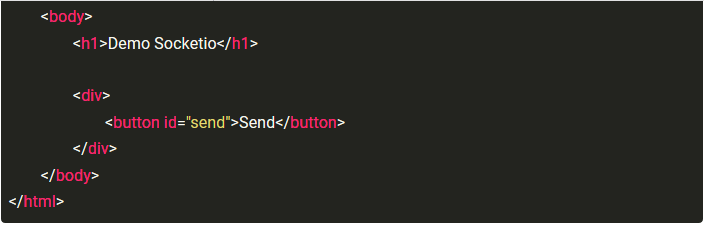 <body>
<h1>Demo Socketio</h1>
<div>
<button id="send">Send</button>
</div>
</body>
</html>